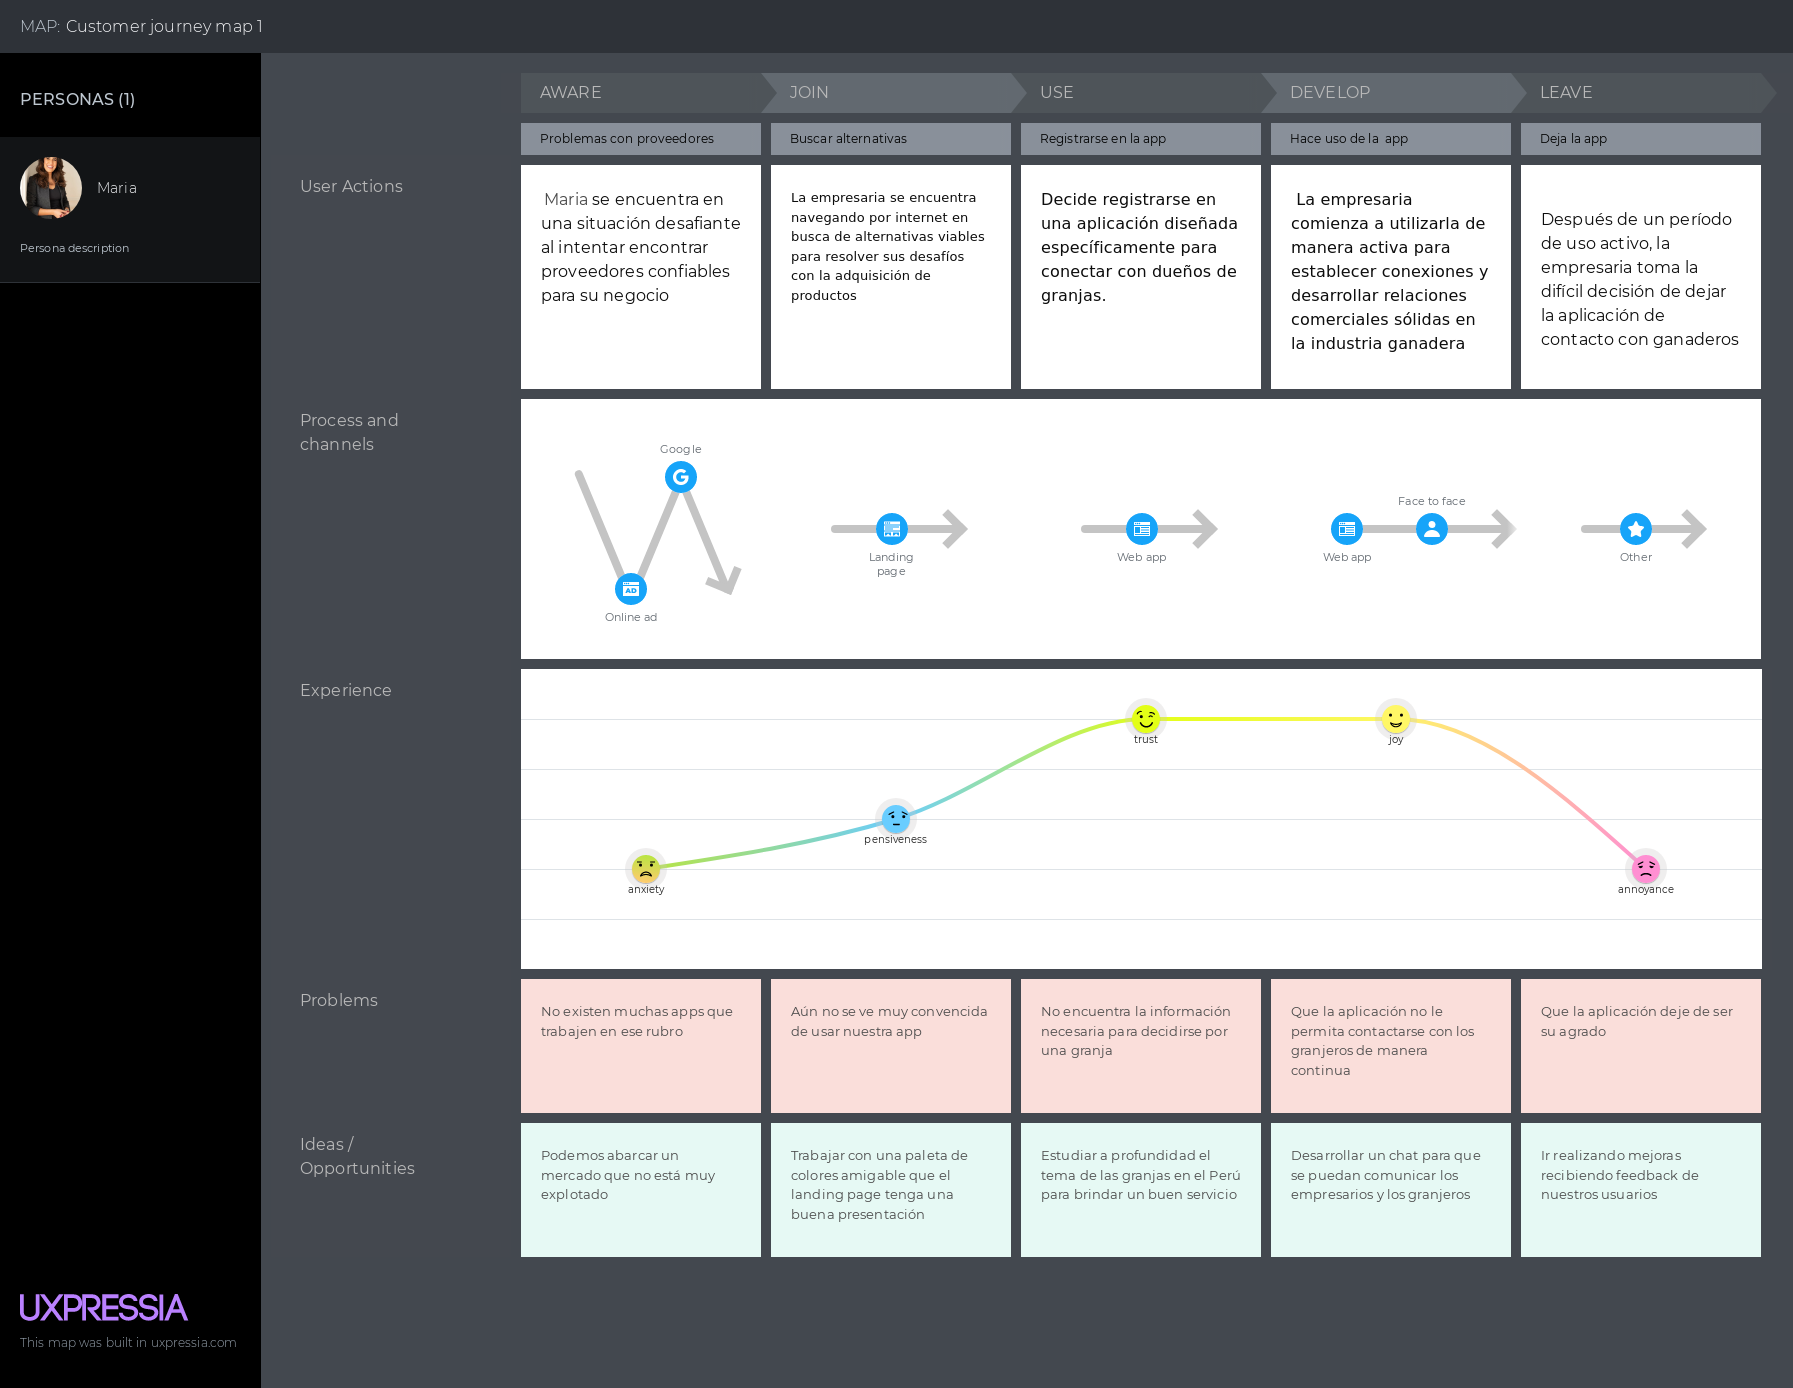 MAP: Customer journey map 1
PERSONAS (1)
Maria
Persona description
AWARE
JOIN
USE
DEVELOP
LEAVE
Problemas con proveedores
Buscar alternativas
Registrarse en la app
Hace uso de la app
Deja la app
User Actions
Maria se encuentra en
una situación desafiante
al intentar encontrar
proveedores confiables
para su negocio
La empresaria se encuentra
navegando por internet en
busca de alternativas viables
para resolver sus desafíos
con la adquisición de
productos
Decide registrarse en
una aplicación diseñada
específicamente para
conectar con dueños de
granjas.
La empresaria
comienza a utilizarla de
manera activa para
establecer conexiones y
desarrollar relaciones
comerciales sólidas en
la industria ganadera
Después de un período
de uso activo, la
empresaria toma la
difícil decisión de dejar
la aplicación de
contacto con ganaderos
Process and
channels
Google
AD
Online ad
Landing
page
Web app
Web app
Face to face
Other
Experience
anxiety
pensiveness
trust
joy
annoyance
Problems
No existen muchas apps que
trabajen en ese rubro
Aún no se ve muy convencida
de usar nuestra app
No encuentra la información
necesaria para decidirse por
una granja
Que la aplicación no le
permita contactarse con los
granjeros de manera
continua
Que la aplicación deje de ser
su agrado
Ideas /
Opportunities
Podemos abarcar un
mercado que no está muy
explotado
Trabajar con una paleta de
colores amigable que el
landing page tenga una
buena presentación
Estudiar a profundidad el
tema de las granjas en el Perú
para brindar un buen servicio
Desarrollar un chat para que
se puedan comunicar los
empresarios y los granjeros
Ir realizando mejoras
recibiendo feedback de
nuestros usuarios
UXPRESSIA
This map was built in uxpressia.com